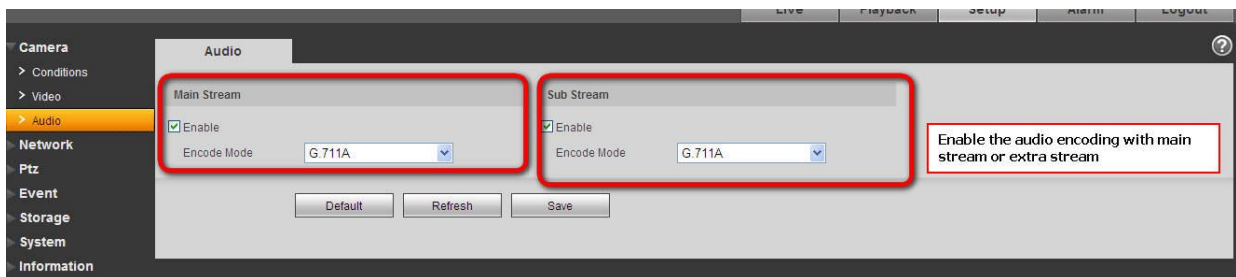 Live Playback Setup Alarm Logout
Camera
Audio
> Conditions
> Video
> Audio
Network
Ptz
Event
Storage
System
Information
Main Stream
Enable
Encode Mode G.711A
Sub Stream
Enable
Encode Mode G.711A
Enable the audio encoding with main
stream or extra stream
Default Refresh Save